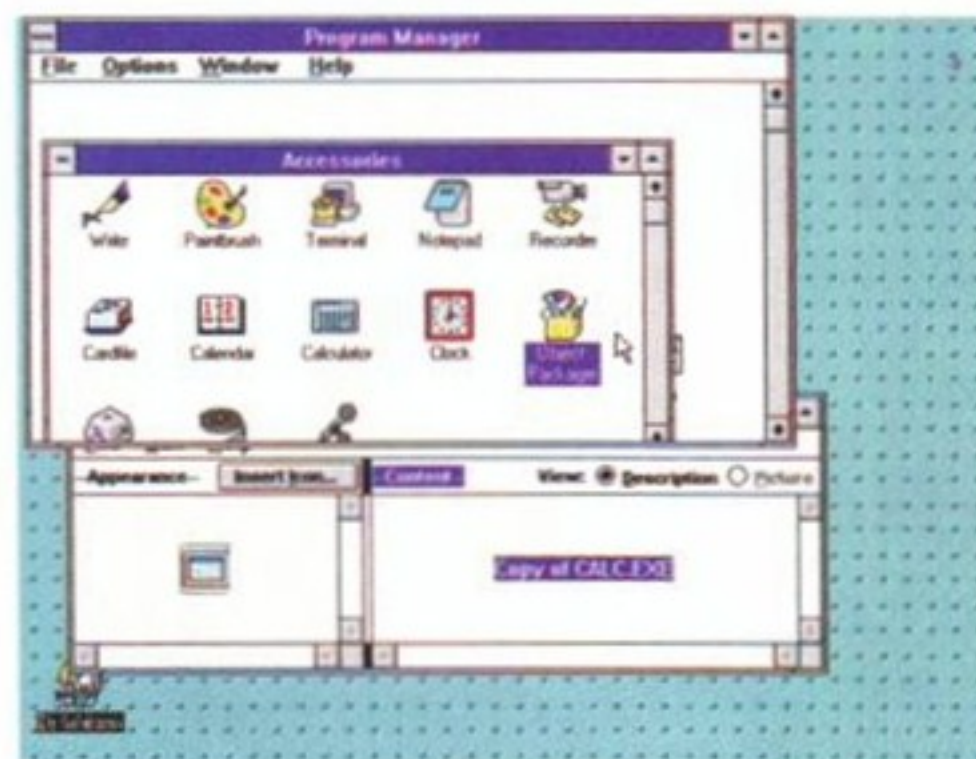 Program Manager
File Options Window Help
Accessories
Write Paintbrush Terminal Notepad Recorder
Cardfile Calendar Calculator Clock Object
Packager
Appearance Insert Icon... Content View: Description Picture
Copy of CALC.EXE